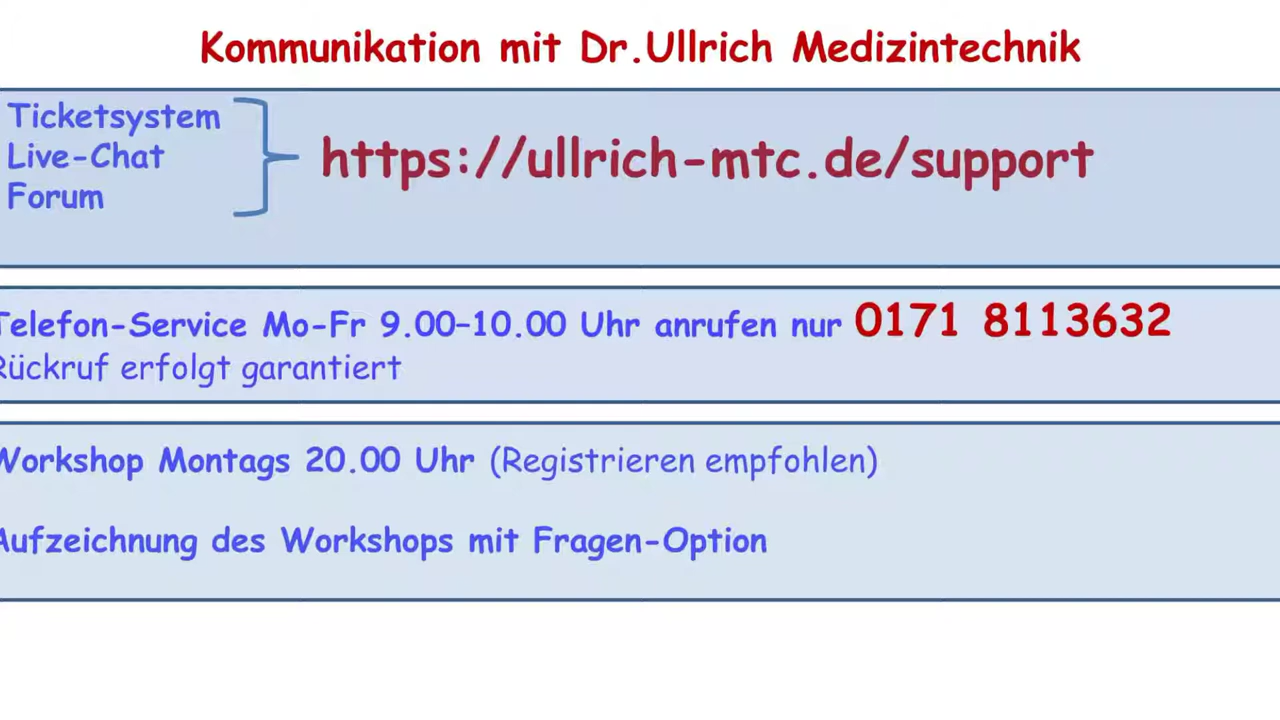 Kommunikation mit Dr.Ullrich Medizintechnik
Ticketsystem
Live-Chat
Forum
https://ullrich-mtc.de/support
Telefon-Service Mo-Fr 9.00–10.00 Uhr anrufen nur 0171 8113632
Rückruf erfolgt garantiert
Workshop Montags 20.00 Uhr (Registrieren empfohlen)
Aufzeichnung des Workshops mit Fragen-Option